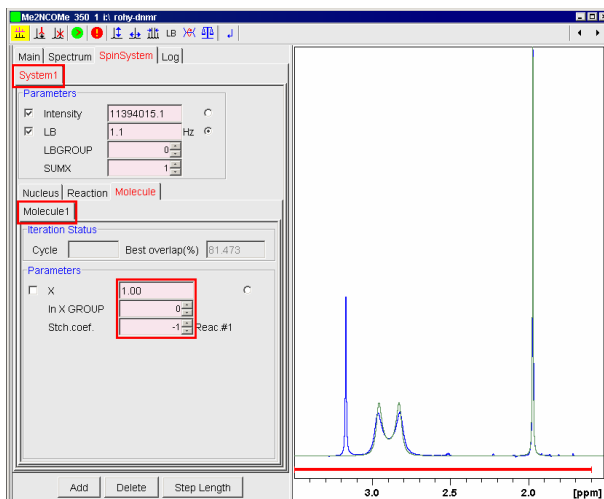 Me2NCOMe 350 1 i:\ rohy-dnmr
LB
Main Spectrum SpinSystem Log
System1
Parameters
Intensity 11394015.1
LB 1.1 Hz
LBGROUP 0
SUMX 1
Nucleus Reaction Molecule
Molecule1
Iteration Status
Cycle Best overlap(%) 81.473
Parameters
X 1.00
In X GROUP 0
Stch.coef. -1 Reac.#1
Add Delete Step Length
3.0 2.5 2.0 [ppm]